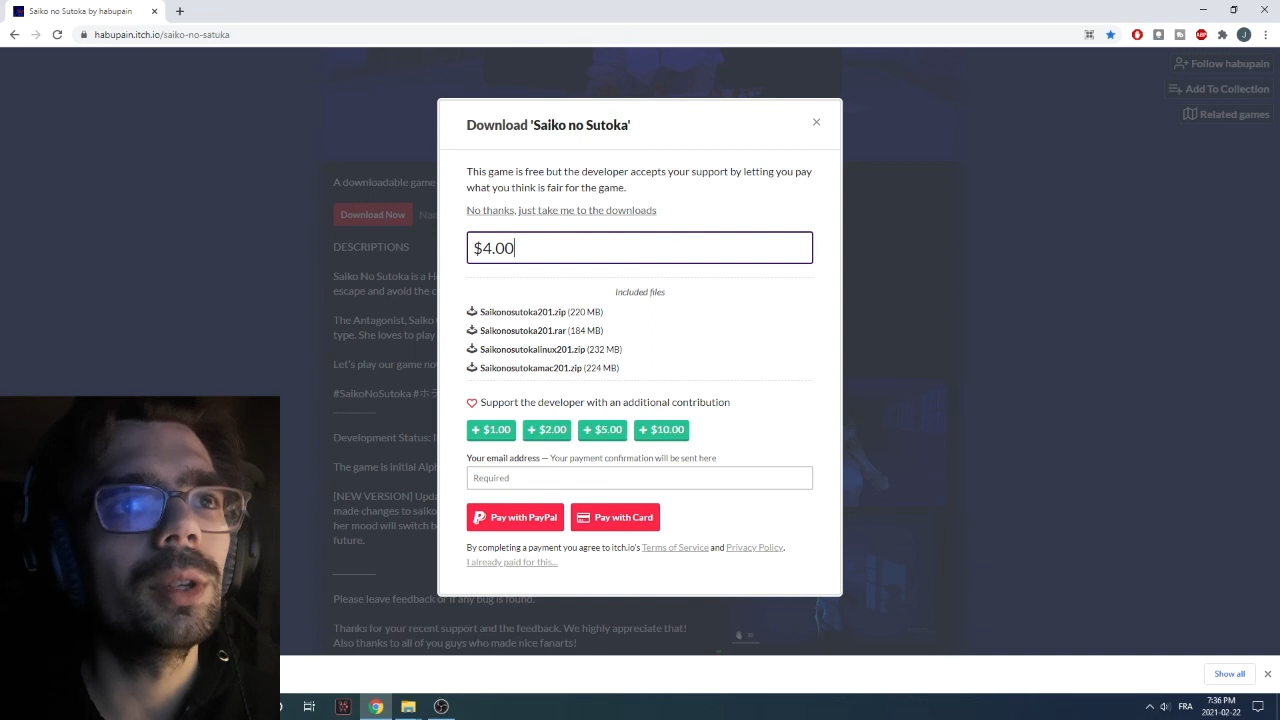 Saiko no Sutoka by habupain
habupain.itch.io/saiko-no-satuka
J
ABP
Follow habupain
Add To Collection
Related games
A downloadable game
Download Now
DESCRIPTIONS
Saiko No Sutoka is a H
escape and avoid the c
The Antagonist, Saiko
type. She loves to play
Let's play our game no
#SaikoNoSutoka #ホラ
Development Status: I
The game is Initial Alph
[NEW VERSION] Upda
made changes to saiko
her mood will switch b
future.
Please leave feedback or if any bug is found.
Thanks for your recent support and the feedback. We highly appreciate that!
Also thanks to all of you guys who made nice fanarts!
Download 'Saiko no Sutoka'
This game is free but the developer accepts your support by letting you pay
what you think is fair for the game.
No thanks, just take me to the downloads
$4.00
Included files
Saikonosutoka201.zip (220 MB)
Saikonosutoka201.rar (184 MB)
Saikonosutokalinux201.zip (232 MB)
Saikonosutokamac201.zip (224 MB)
Support the developer with an additional contribution
+ $1.00 + $2.00 + $5.00 + $10.00
Your email address — Your payment confirmation will be sent here
Required
Pay with PayPal Pay with Card
By completing a payment you agree to itch.io's Terms of Service and Privacy Policy.
I already paid for this...
Show all
FRA
7:36 PM
2021-02-22